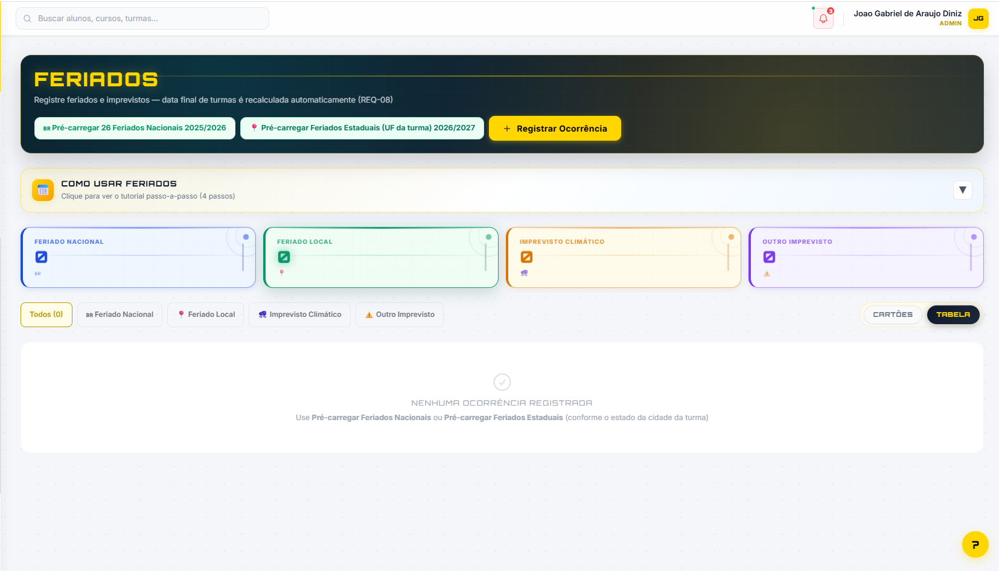 Buscar alunos, cursos, turmas...
3
Joao Gabriel de Araujo Diniz
ADMIN
JG
FERIADOS
Registre feriados e imprevistos — data final de turmas é recalculada automaticamente (REQ-08)
BR Pré-carregar 26 Feriados Nacionais 2025/2026
Pré-carregar Feriados Estaduais (UF da turma) 2026/2027
+ Registrar Ocorrência
COMO USAR FERIADOS
Clique para ver o tutorial passo-a-passo (4 passos)
FERIADO NACIONAL
0
BR
FERIADO LOCAL
0
IMPREVISTO CLIMÁTICO
0
OUTRO IMPREVISTO
0
Todos (0)
BR Feriado Nacional
Feriado Local
Imprevisto Climático
Outro Imprevisto
CARTÕES
TABELA
NENHUMA OCORRÊNCIA REGISTRADA
Use Pré-carregar Feriados Nacionais ou Pré-carregar Feriados Estaduais (conforme o estado da cidade da turma)
?